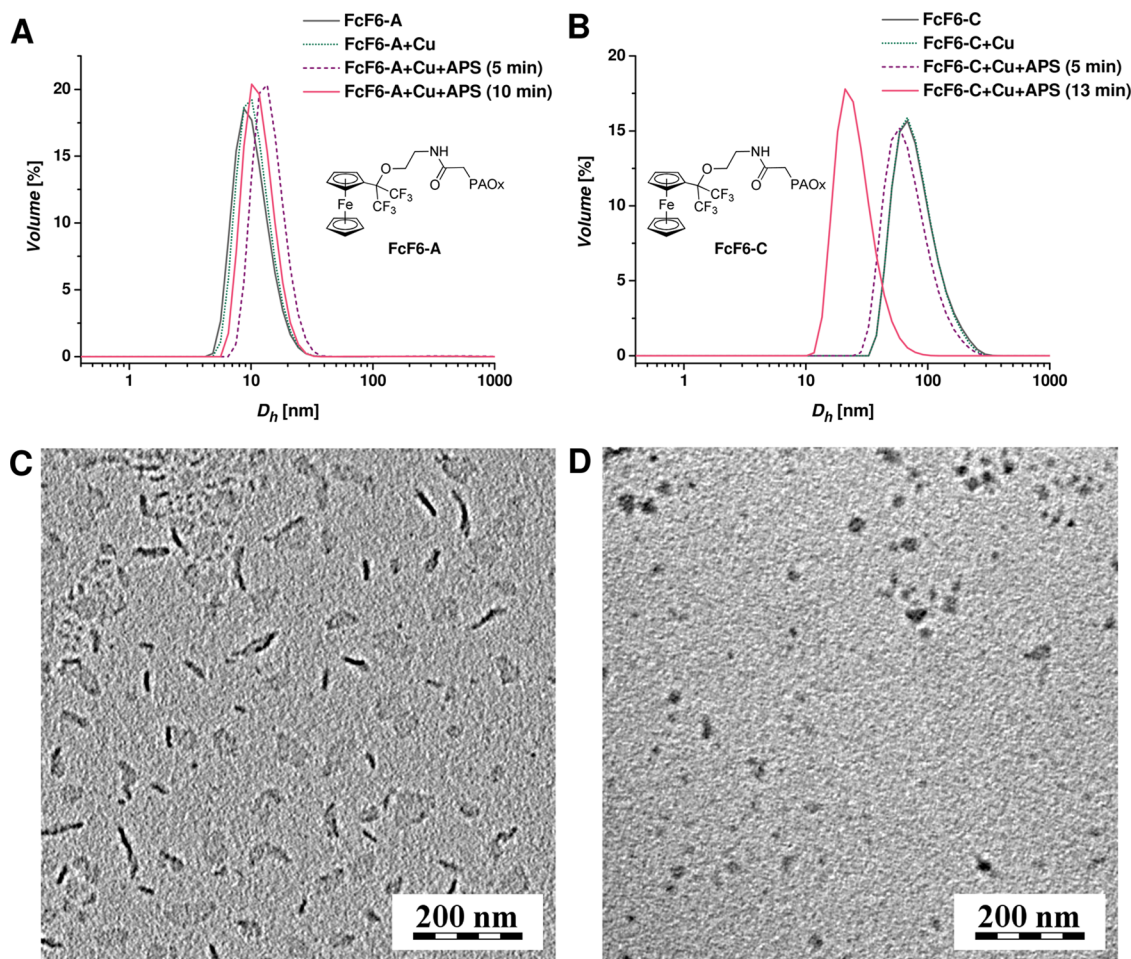 A
FcF6-A
FcF6-A+Cu
FcF6-A+Cu+APS (5 min)
FcF6-A+Cu+APS (10 min)
Volume [%]
20
15
10
5
0
1
10
100
1000
D_h [nm]
NH
O
O
PAOx
CF3
CF3
Fe
FcF6-A
B
FcF6-C
FcF6-C+Cu
FcF6-C+Cu+APS (5 min)
FcF6-C+Cu+APS (13 min)
Volume [%]
20
15
10
5
0
1
10
100
1000
D_h [nm]
NH
O
O
PAOx
CF3
CF3
Fe
FcF6-C
C
200 nm
D
200 nm